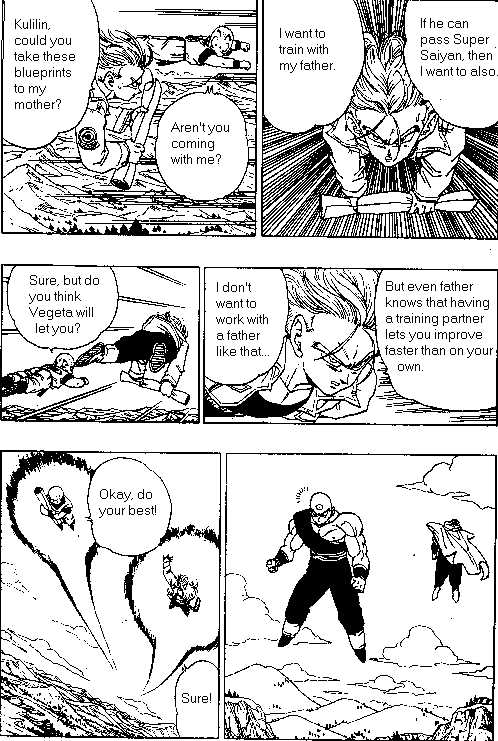 Kulilin,
could you
take these
blueprints
to my
mother?
Aren't you
coming
with me?
I want to
train with
my father.
If he can
pass Super
Saiyan, then
I want to also.
Sure, but do
you think
Vegeta will
let you?
I don't
want to
work with
a father
like that...
But even father
knows that having
a training partner
lets you improve
faster than on your
own.
Okay, do
your best!
Sure!